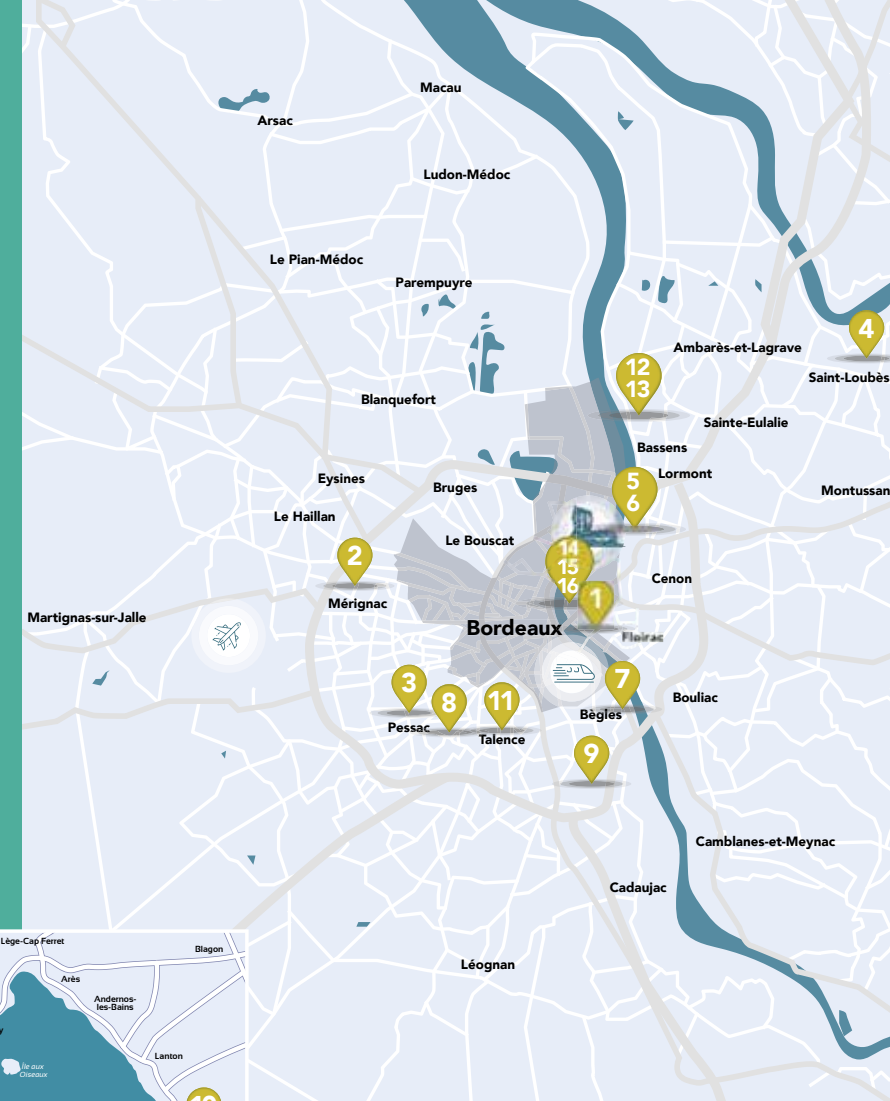 Macau
Arsac
Ludon-Médoc
Le Pian-Médoc
Parempuyre
4
Ambarès-et-Lagrave
12
13
Saint-Loubès
Blanquefort
Sainte-Eulalie
Bassens
Lormont
Eysines
5
6
Bruges
Montussan
Le Haillan
Le Bouscat
14
15
16
2
Cenon
1
Mérignac
Martignas-sur-Jalle
Bordeaux
Floirac
3
7
8
11
Bouliac
Bègles
Pessac
Talence
9
Camblanes-et-Meynac
Cadaujac
Léognan
Lège-Cap Ferret
Blagon
Arès
Andernos-
les-Bains
Lanton
Île aux
Oiseaux